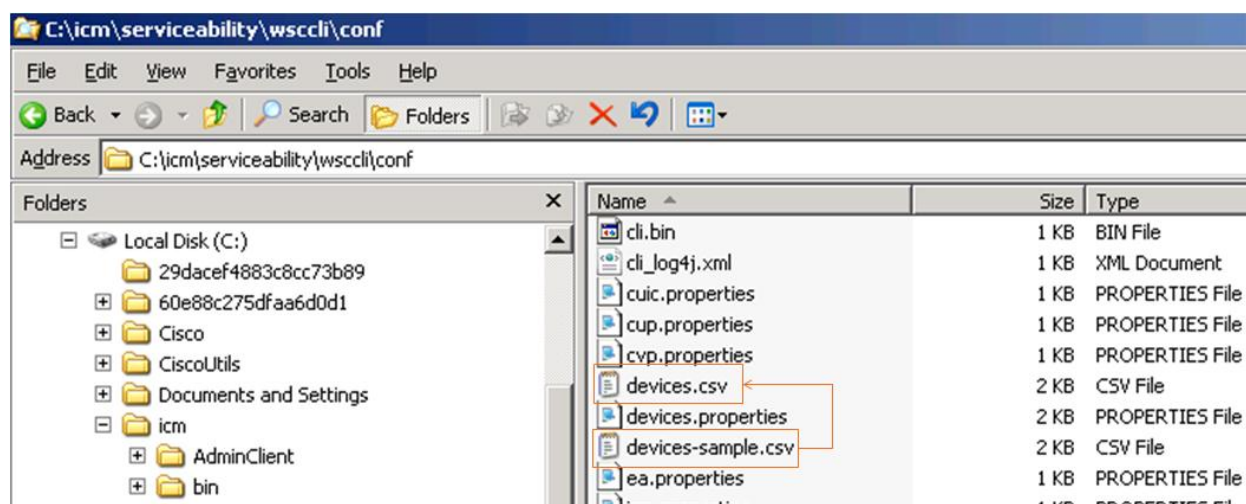 C:\icm\serviceability\wsccli\conf
File Edit View Favorites Tools Help
Back Search Folders
Address C:\icm\serviceability\wsccli\conf
Folders
Local Disk (C:)
29dacef4883c8cc73b89
60e88c275dfaa6d0d1
Cisco
CiscoUtils
Documents and Settings
icm
AdminClient
bin
Name Size Type
cli.bin 1 KB BIN File
cli_log4j.xml 1 KB XML Document
cuic.properties 1 KB PROPERTIES File
cup.properties 1 KB PROPERTIES File
cvp.properties 1 KB PROPERTIES File
devices.csv 2 KB CSV File
devices.properties 2 KB PROPERTIES File
devices-sample.csv 2 KB CSV File
ea.properties 1 KB PROPERTIES File